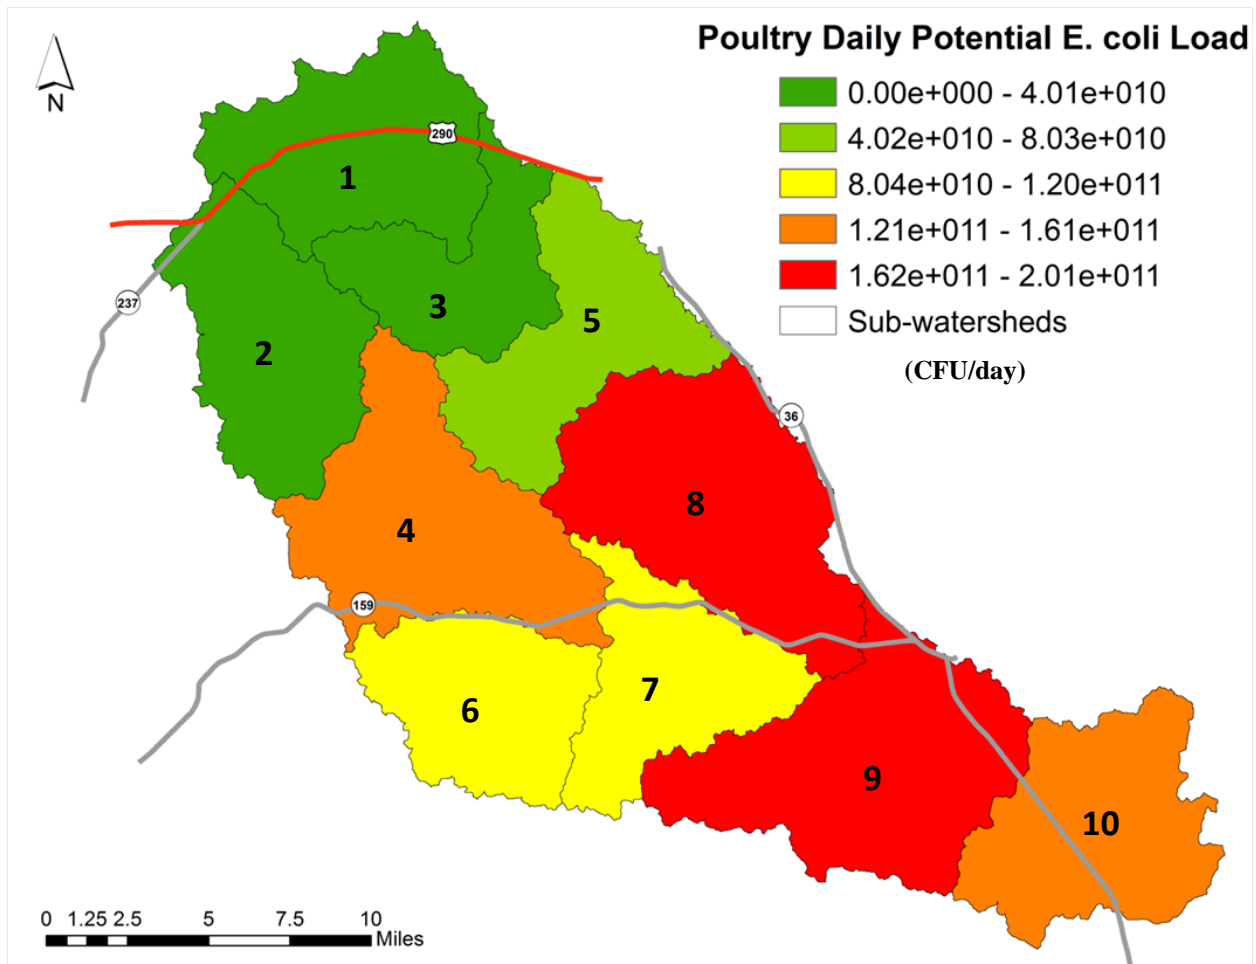 Poultry Daily Potential E. coli Load
0.00e+000 - 4.01e+010
4.02e+010 - 8.03e+010
8.04e+010 - 1.20e+011
1.21e+011 - 1.61e+011
1.62e+011 - 2.01e+011
Sub-watersheds
(CFU/day)
N
290
1
237
3
5
2
36
8
4
159
7
6
9
10
0 1.25 2.5 5 7.5 10
Miles